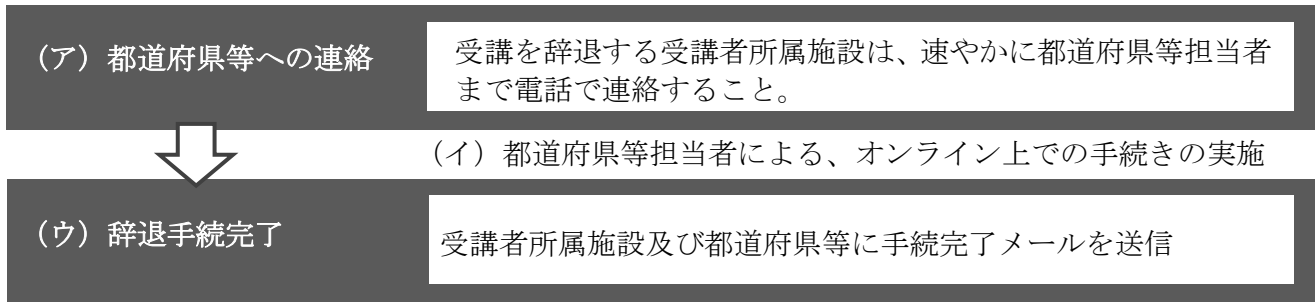 （ア）都道府県等への連絡
受講を辞退する受講者所属施設は、速やかに都道府県等担当者
まで電話で連絡すること。
（イ）都道府県等担当者による、オンライン上での手続きの実施
（ウ）辞退手続完了
受講者所属施設及び都道府県等に手続完了メールを送信